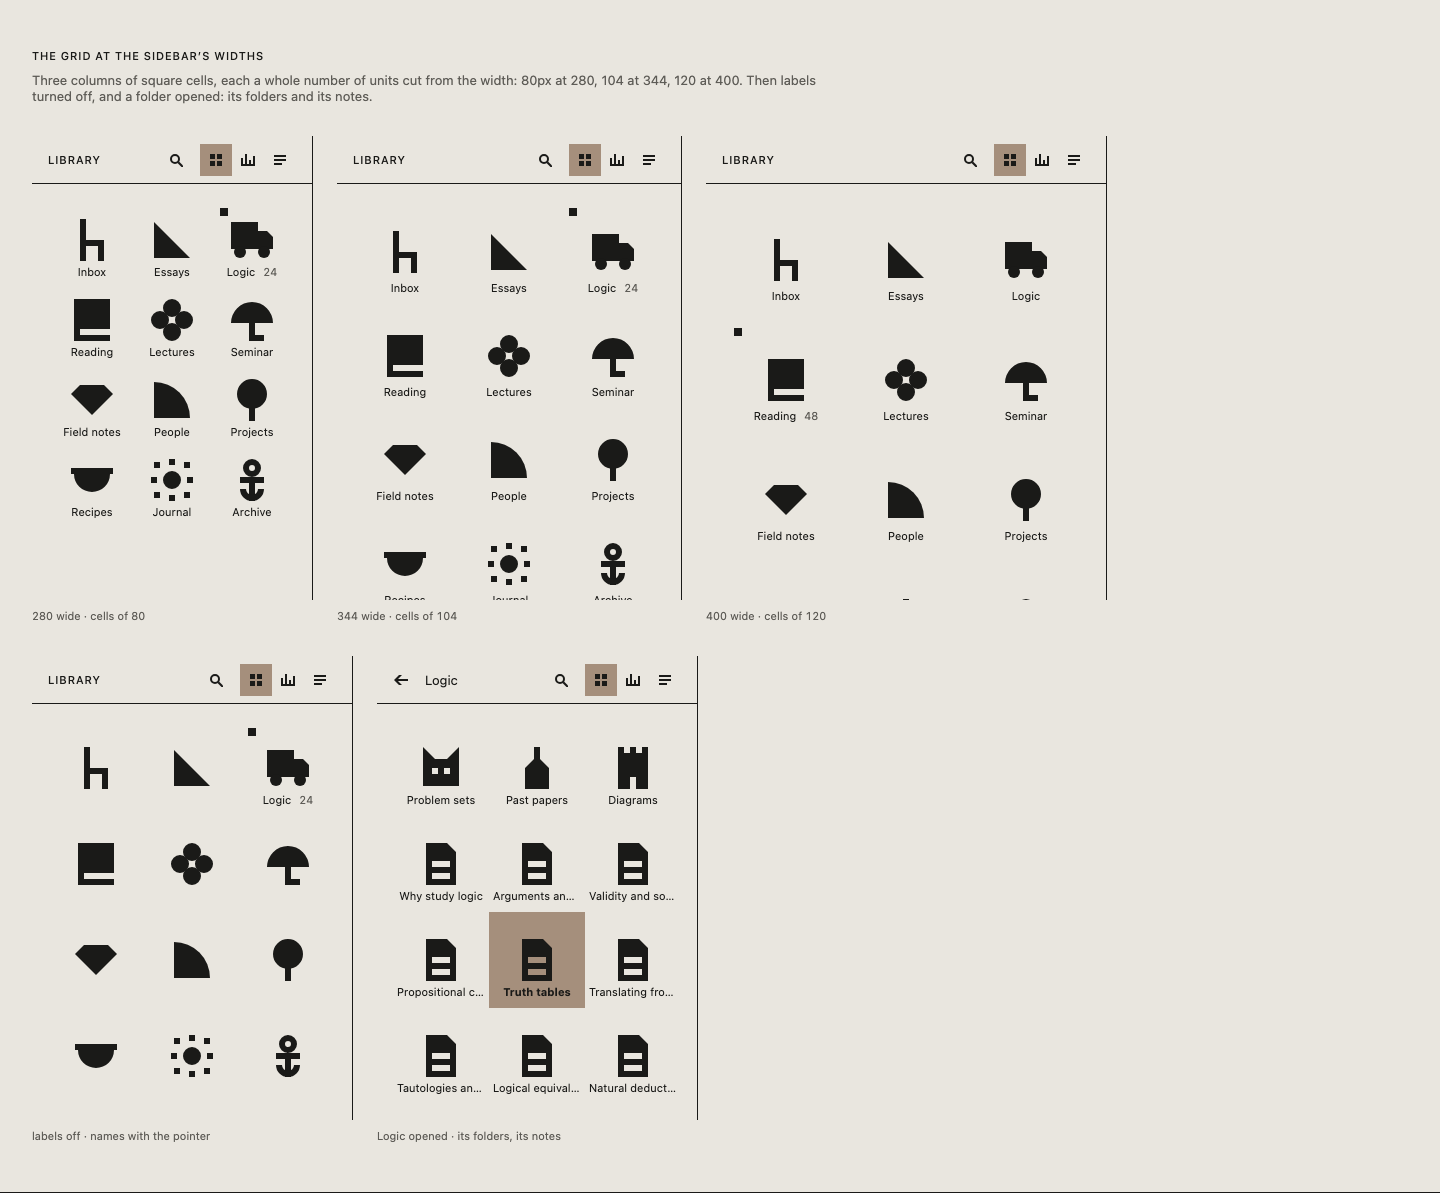 THE GRID AT THE SIDEBAR’S WIDTHS
Three columns of square cells, each a whole number of units cut from the width: 80px at 280, 104 at 344, 120 at 400. Then labels
turned off, and a folder opened: its folders and its notes.
LIBRARY
Inbox Essays Logic 24
Reading Lectures Seminar
Field notes People Projects
Recipes Journal Archive
280 wide · cells of 80
LIBRARY
Inbox Essays Logic 24
Reading Lectures Seminar
Field notes People Projects
Recipes Journal Archive
344 wide · cells of 104
LIBRARY
Inbox Essays Logic
Reading 48 Lectures Seminar
Field notes People Projects
400 wide · cells of 120
LIBRARY
Logic 24
labels off · names with the pointer
Logic
Problem sets Past papers Diagrams
Why study logic Arguments an… Validity and so…
Propositional c… Truth tables Translating fro…
Tautologies an… Logical equival… Natural deduct…
Logic opened · its folders, its notes